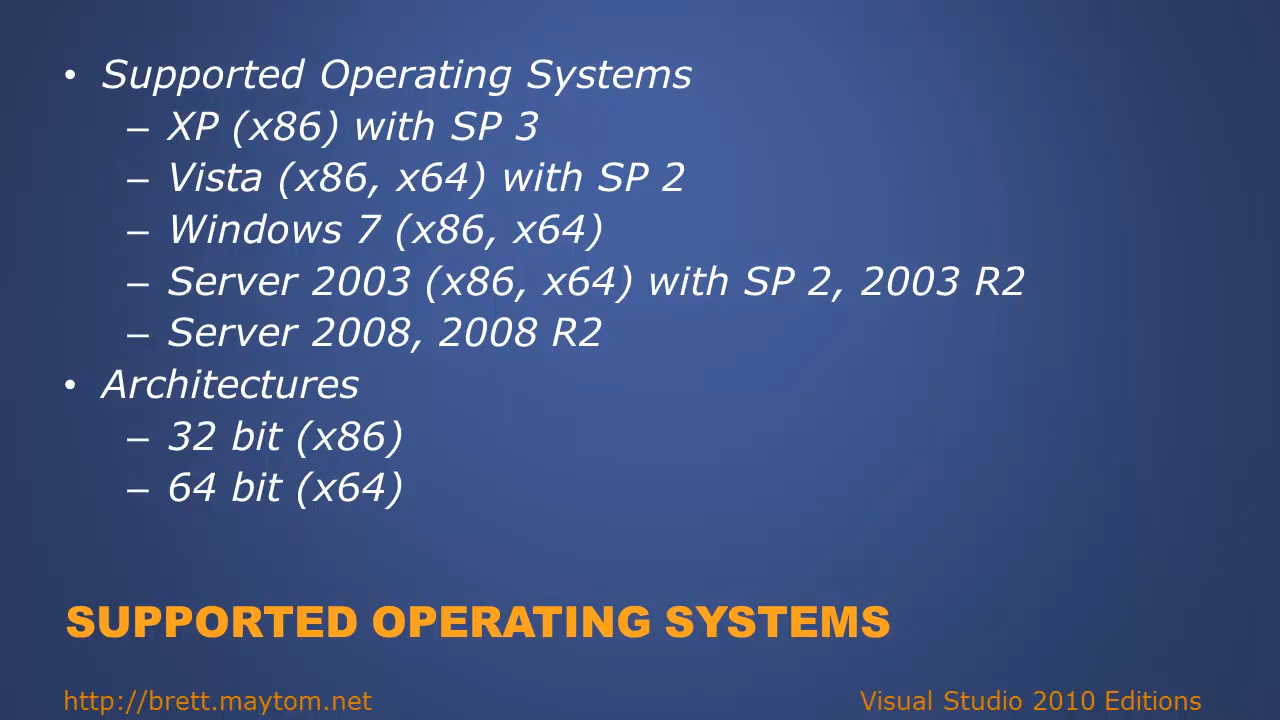 • Supported Operating Systems
– XP (x86) with SP 3
– Vista (x86, x64) with SP 2
– Windows 7 (x86, x64)
– Server 2003 (x86, x64) with SP 2, 2003 R2
– Server 2008, 2008 R2
• Architectures
– 32 bit (x86)
– 64 bit (x64)
SUPPORTED OPERATING SYSTEMS
http://brett.maytom.net
Visual Studio 2010 Editions